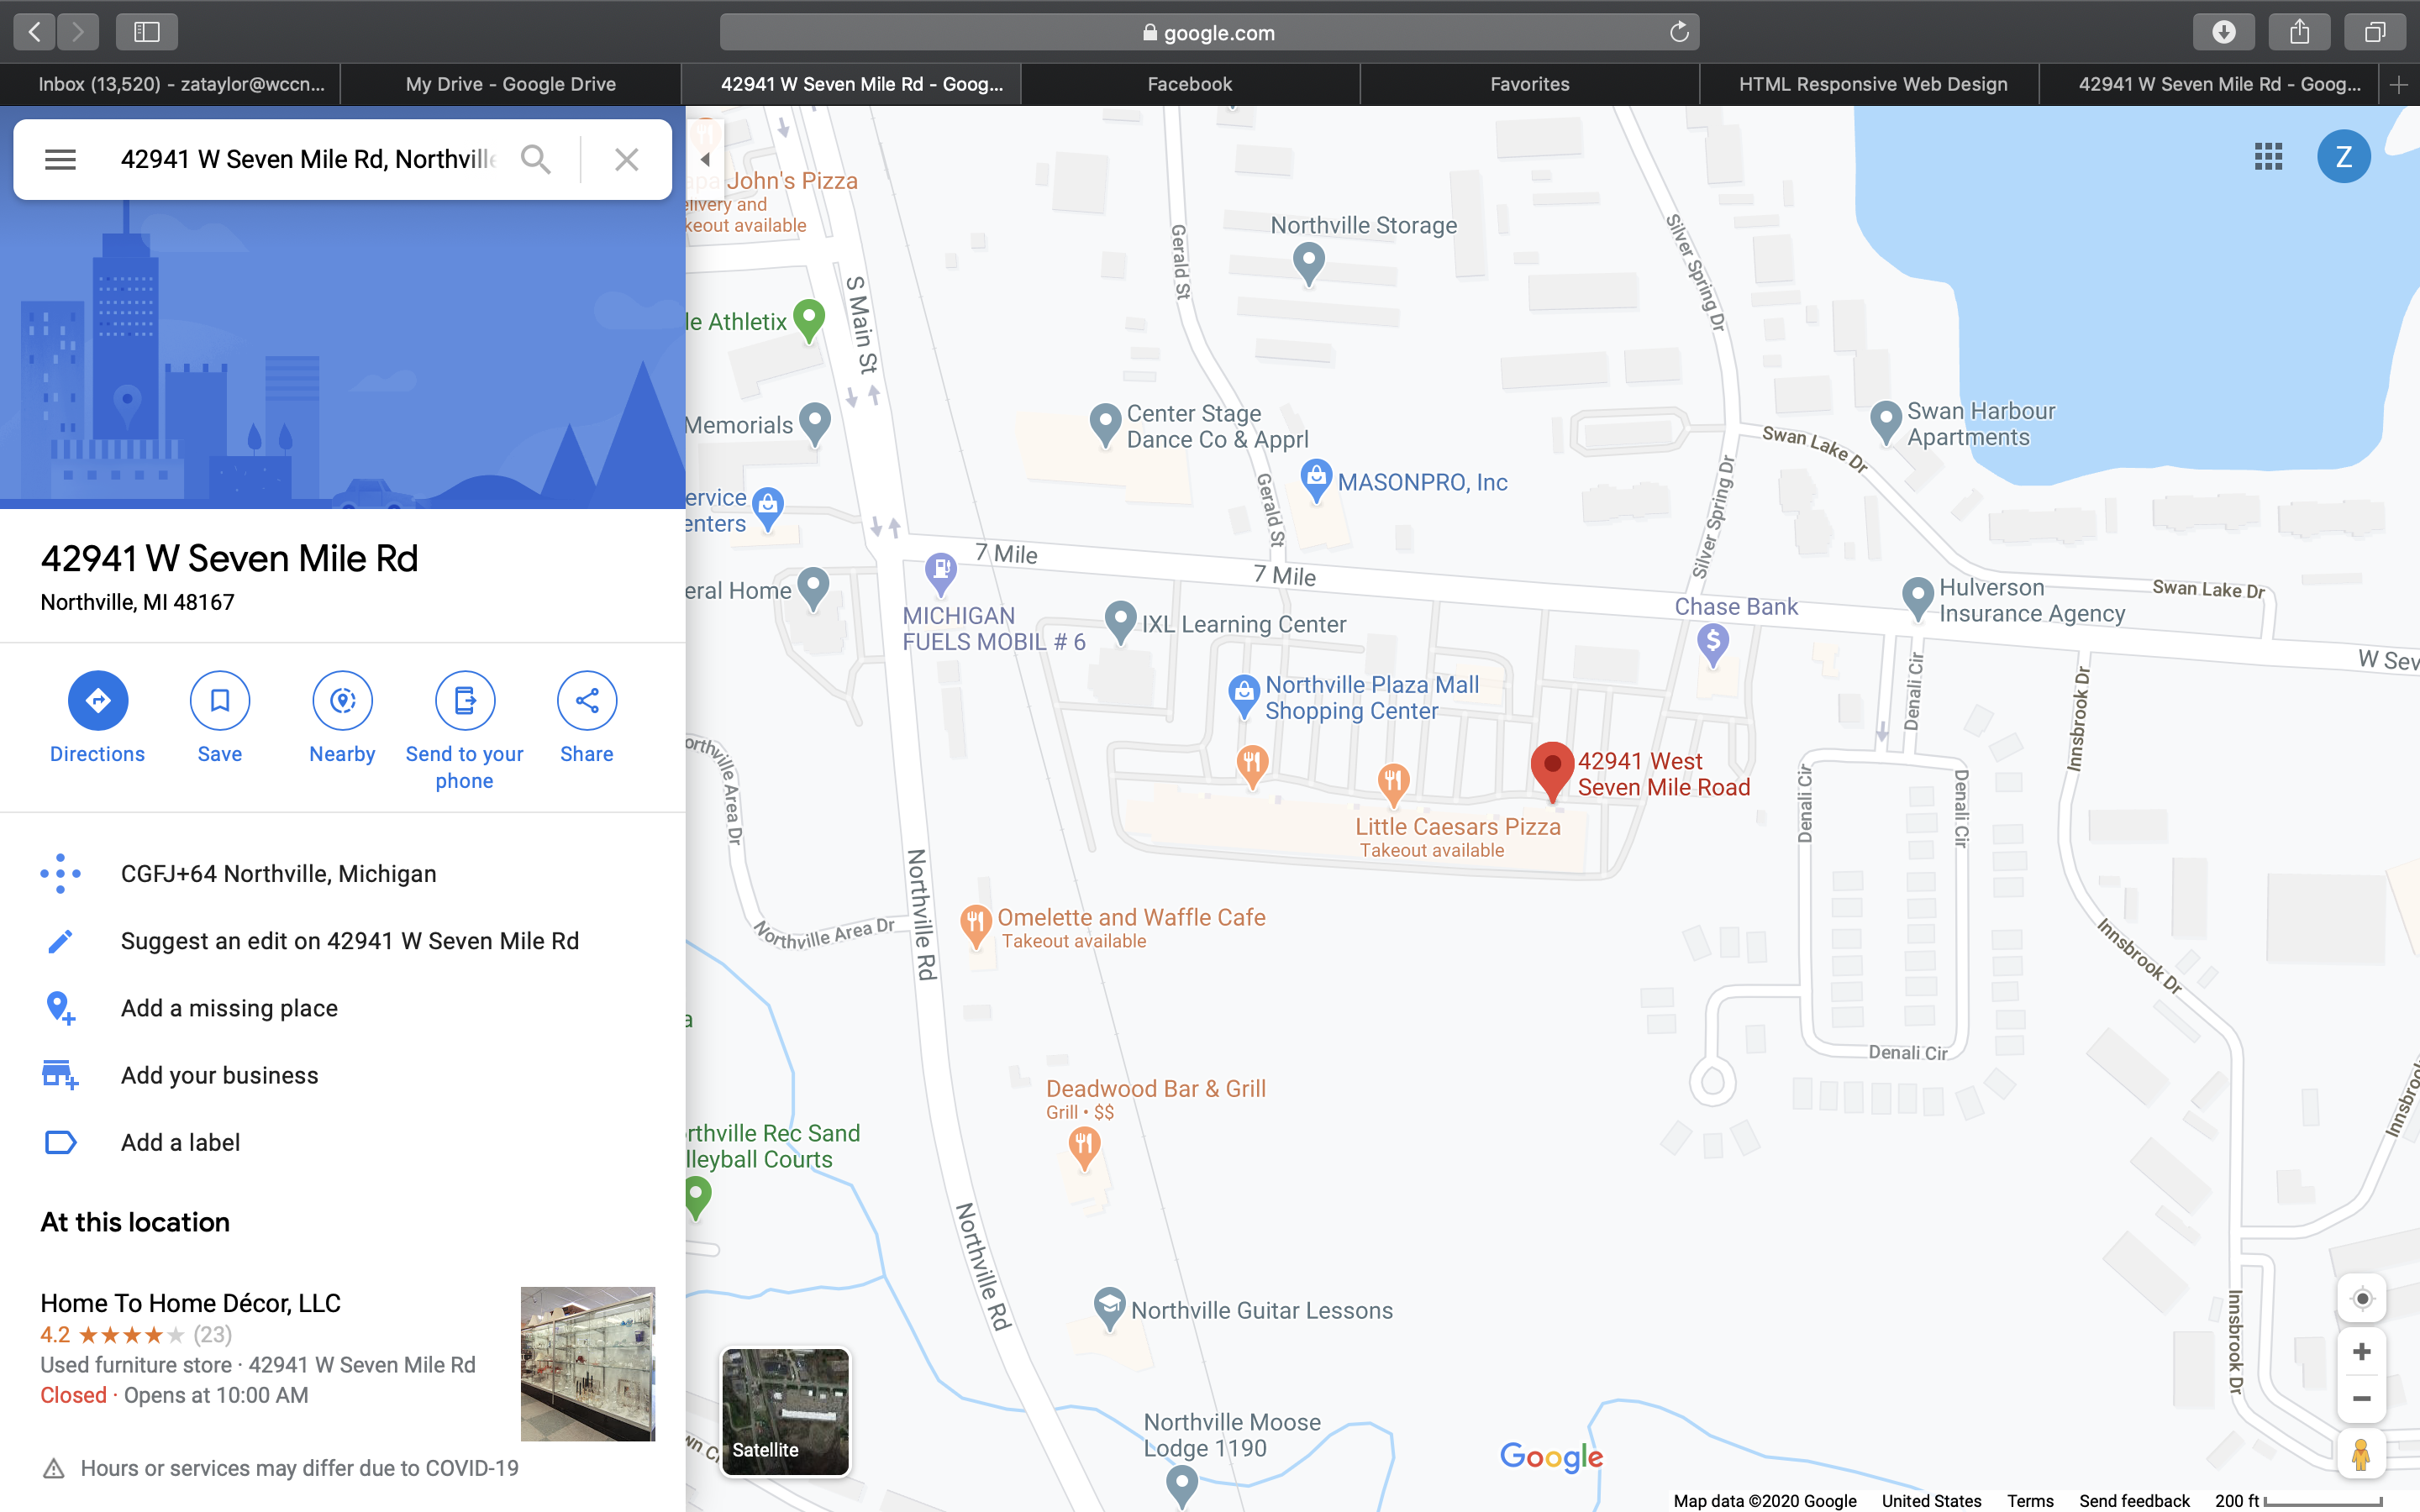 google.com
Inbox (13,520) - zataylor@wccn...
My Drive - Google Drive
42941 W Seven Mile Rd - Goog...
Facebook
Favorites
HTML Responsive Web Design
42941 W Seven Mile Rd - Goog...
42941 W Seven Mile Rd, Northville
Z
42941 W Seven Mile Rd
Northville, MI 48167
Directions
Save
Nearby
Send to your
phone
Share
CGFJ+64 Northville, Michigan
Suggest an edit on 42941 W Seven Mile Rd
Add a missing place
Add your business
Add a label
At this location
Home To Home Décor, LLC
4.2 ★★★★★ (23)
Used furniture store · 42941 W Seven Mile Rd
Closed · Opens at 10:00 AM
Hours or services may differ due to COVID-19
apa John's Pizza
elivery and
keout available
S Main St
Gerald St
Northville Storage
Silver Spring Dr
le Athletix
Memorials
Center Stage
Dance Co & Apprl
Swan Harbour
Apartments
Swan Lake Dr
MASONPRO, Inc
Gerald St
Silver Spring Dr
ervice
enters
7 Mile
7 Mile
eral Home
MICHIGAN
FUELS MOBIL # 6
IXL Learning Center
Chase Bank
Hulverson
Insurance Agency
Swan Lake Dr
W Sev
Northville Plaza Mall
Shopping Center
Denali Cir
Innsbrook Dr
42941 West
Seven Mile Road
Little Caesars Pizza
Takeout available
Denali Cir
Denali Cir
orthville Area Dr
Northville Area Dr
Northville Rd
Omelette and Waffle Cafe
Takeout available
Innsbrook Dr
a
Denali Cir
Deadwood Bar & Grill
Grill • $$
Innsbrook
rthville Rec Sand
lleyball Courts
Northville Rd
Northville Guitar Lessons
Innsbrook Dr
Northville Moose
Lodge 1190
wn C
Satellite
Google
Map data ©2020 Google
United States
Terms
Send feedback
200 ft